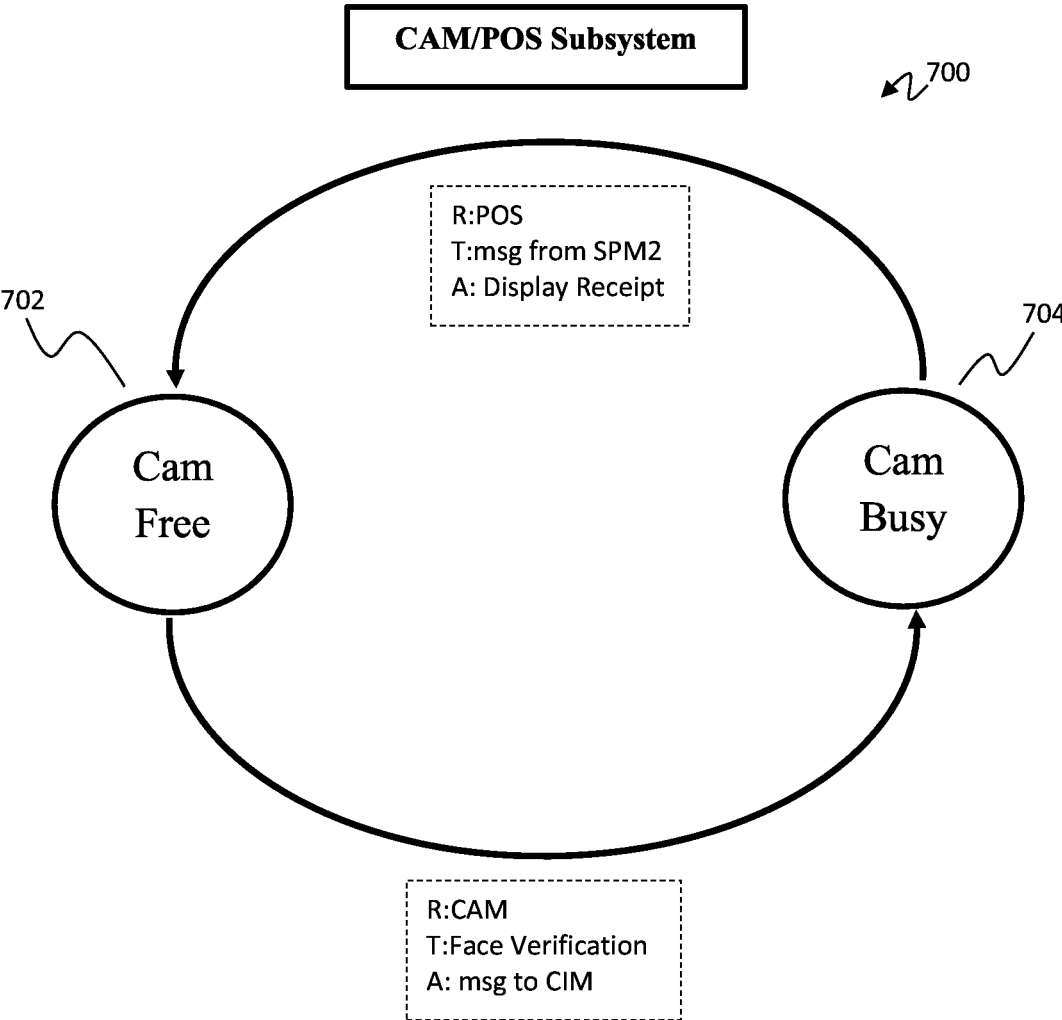 CAM/POS Subsystem
700
R:POS
T:msg from SPM2
A: Display Receipt
702
704
Cam
Free
Cam
Busy
R:CAM
T:Face Verification
A: msg to CIM